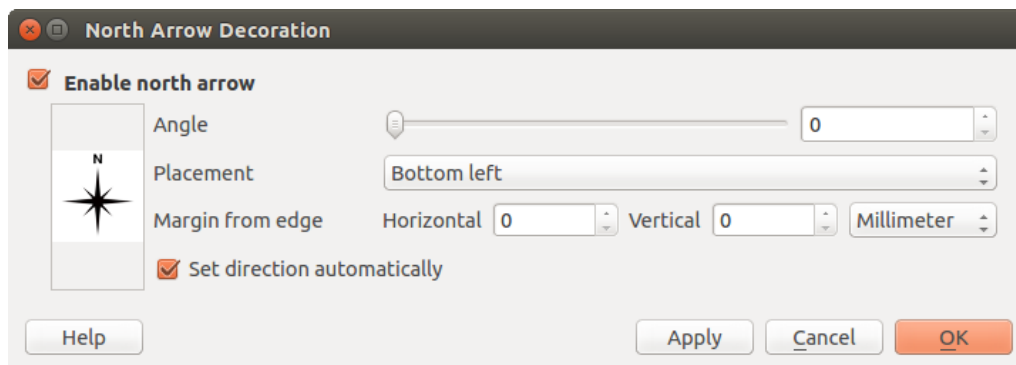 North Arrow Decoration
Enable north arrow
Angle 0
N
Placement Bottom left
Margin from edge Horizontal 0 Vertical 0 Millimeter
Set direction automatically
Help Apply Cancel OK